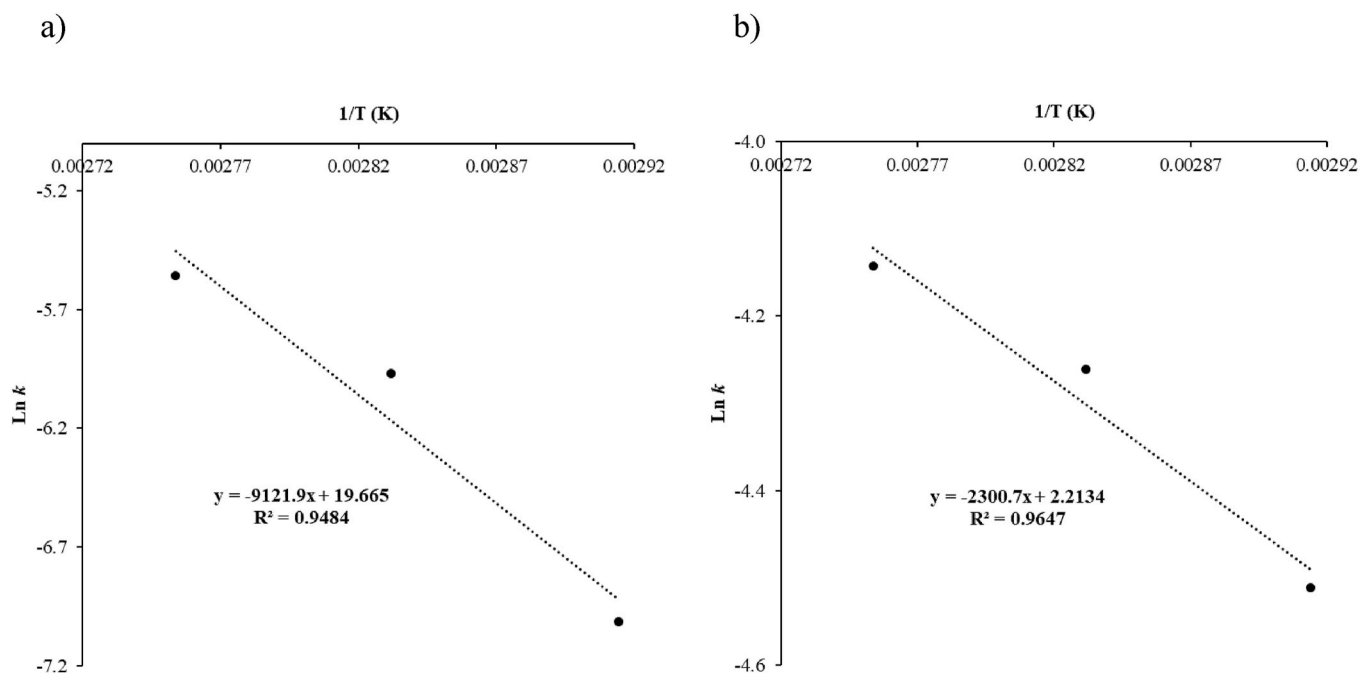 a)
1/T (K)
0.00272 0.00277 0.00282 0.00287 0.00292
-5.2
-5.7
-6.2
-6.7
-7.2
Ln k
y = -9121.9x + 19.665
R² = 0.9484
b)
1/T (K)
-4.0
0.00272 0.00277 0.00282 0.00287 0.00292
-4.2
-4.4
-4.6
Ln k
y = -2300.7x + 2.2134
R² = 0.9647